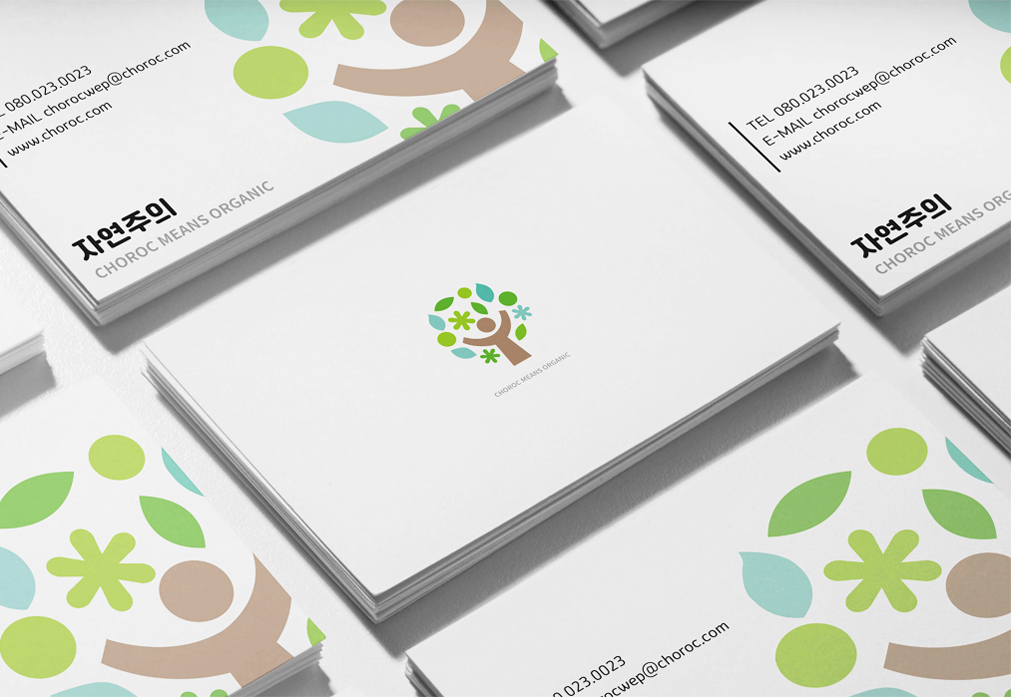 080.023.0023
E-MAIL chorocwep@choroc.com
www.choroc.com
자연주의
CHOROC MEANS ORGANIC
TEL 080.023.0023
E-MAIL chorocwep@choroc.com
www.choroc.com
자연주의
CHOROC MEANS ORG
CHOROC MEANS ORGANIC
0.023.0023
chorocwep@choroc.com